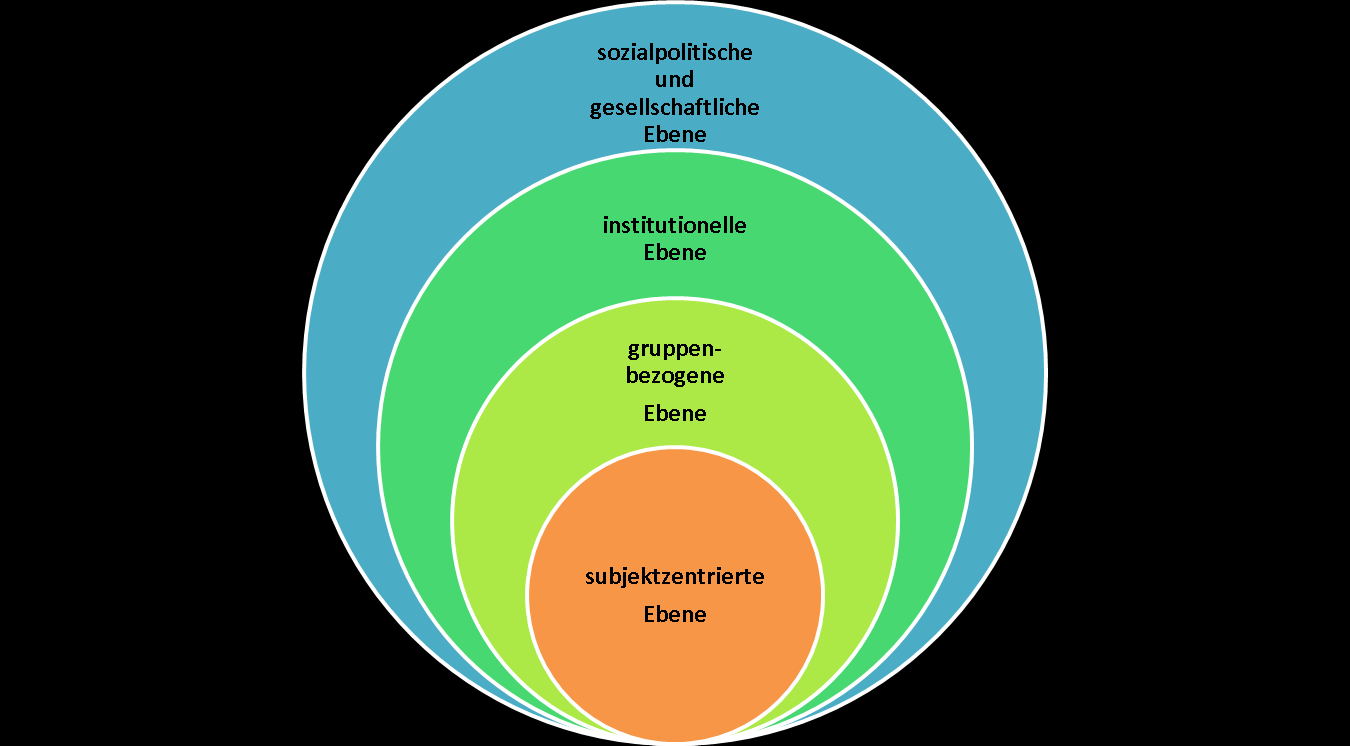 sozialpolitische
und
gesellschaftliche
Ebene
institutionelle
Ebene
gruppen-
bezogene
Ebene
subjektzentrierte
Ebene